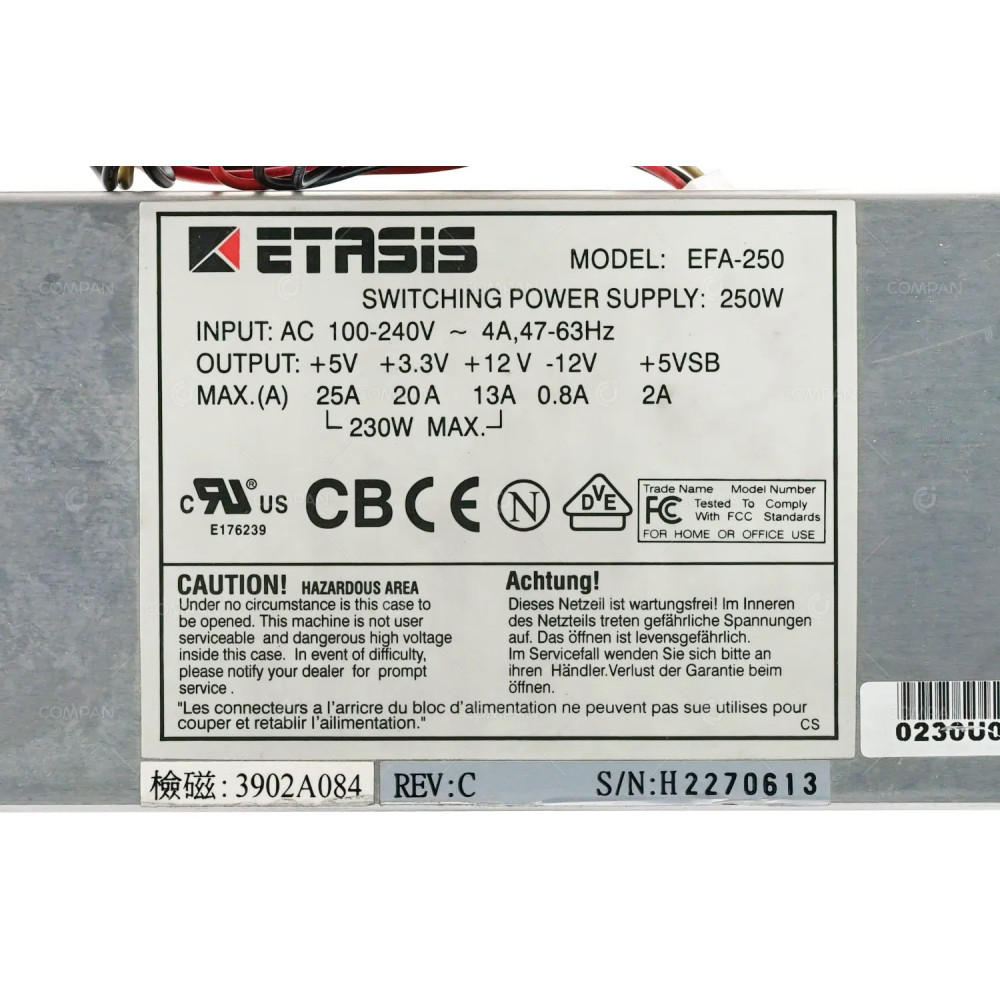 ETASIS
MODEL: EFA-250
SWITCHING POWER SUPPLY: 250W
INPUT: AC 100-240V ~ 4A,47-63Hz
OUTPUT: +5V +3.3V +12V -12V +5VSB
MAX.(A) 25A 20A 13A 0.8A 2A
230W MAX.
C UR ® US
E176239
CB CE N DVE
Trade Name Model Number
FC Tested To Comply
With FCC Standards
FOR HOME OR OFFICE USE
CAUTION! HAZARDOUS AREA
Under no circumstance is this case to
be opened. This machine is not user
serviceable and dangerous high voltage
inside this case. In event of difficulty,
please notify your dealer for prompt
service .
Achtung!
Dieses Netzeil ist wartungsfrei! Im Inneren
des Netzteils treten gefährliche Spannungen
auf. Das öffnen ist levensgefährlich.
Im Servicefall wenden Sie sich bitte an
ihren Händler.Verlust der Garantie beim
öffnen.
"Les connecteurs a l'arricre du bloc d'alimentation ne peuvent pas sue utilises pour
couper et retablir l'ailimentation."
CS
檢磁:3902A084
REV:C S/N:H2270613
0230U0
COMPAN